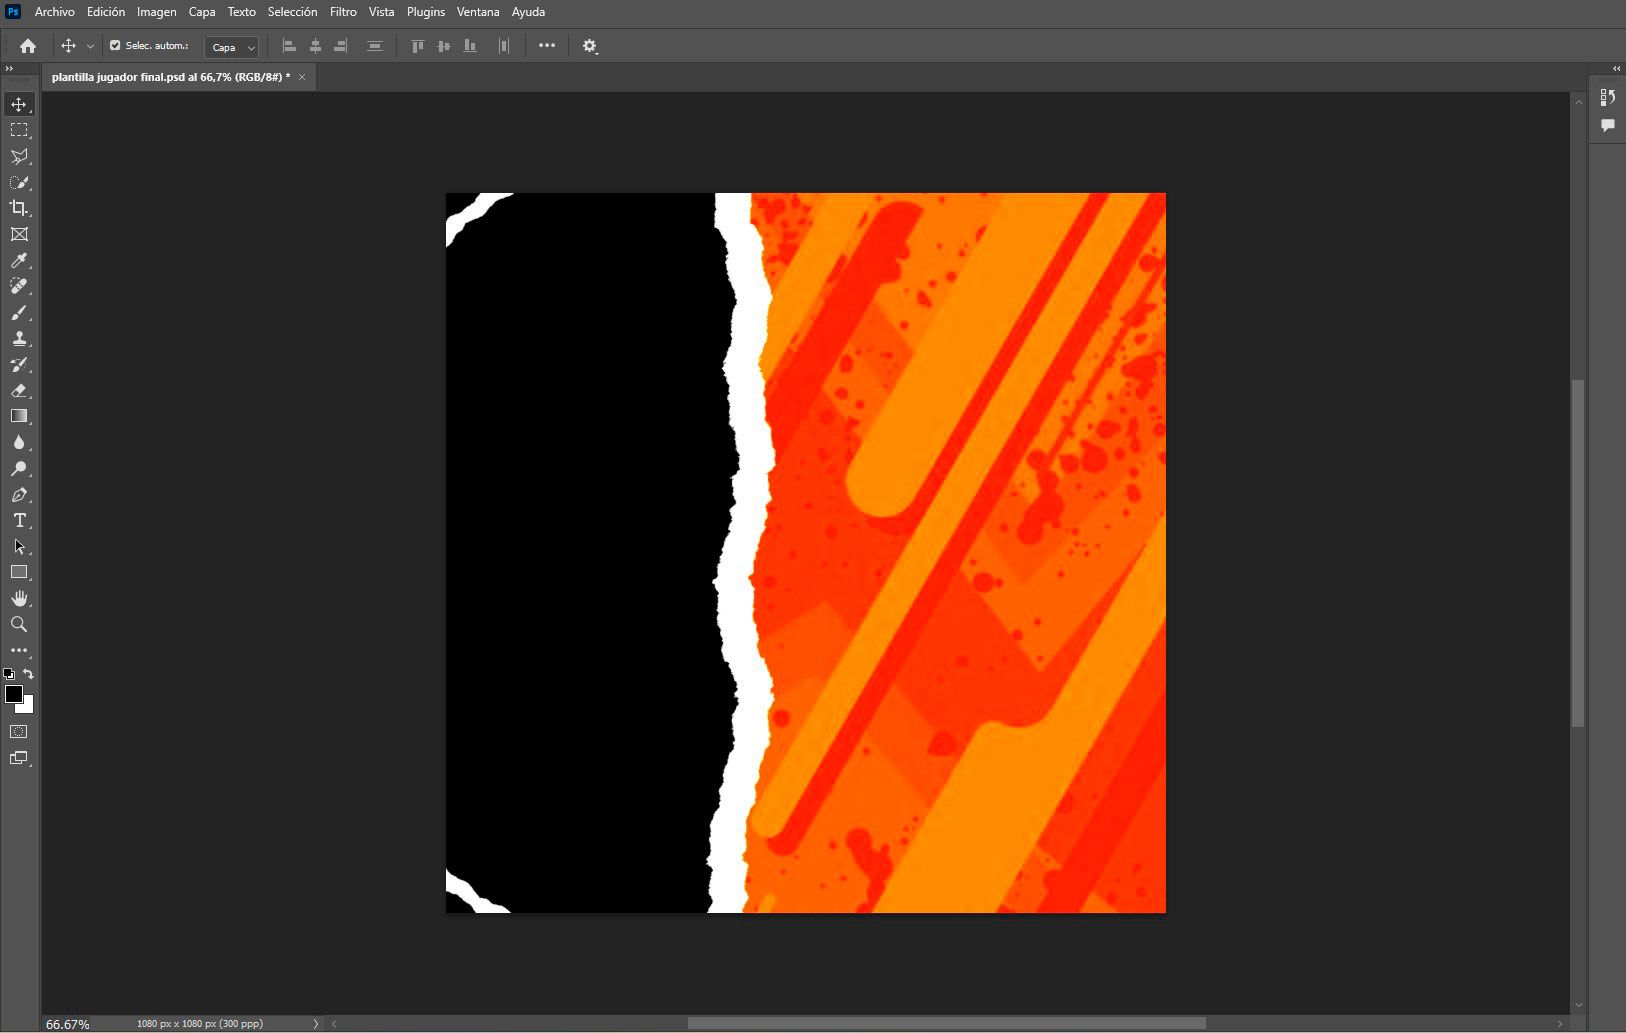 Ps Archivo Edición Imagen Capa Texto Selección Filtro Vista Plugins Ventana Ayuda
Selec. autom.: Capa
plantilla jugador final.psd al 66,7% (RGB/8#) * ×
T
66.67% 1080 px x 1080 px (300 ppp)